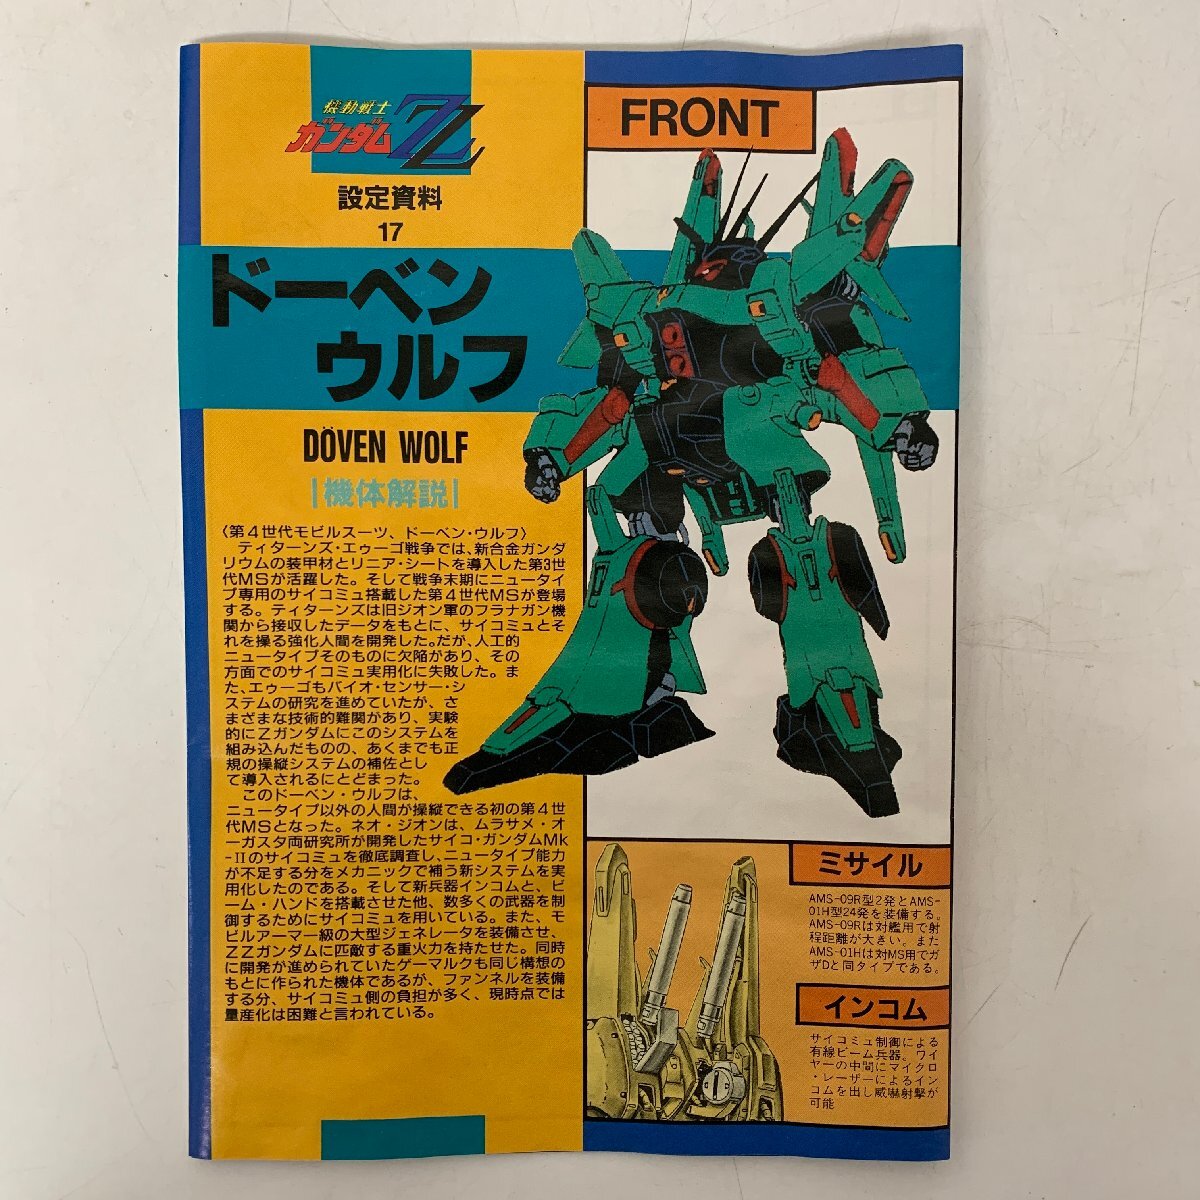 機動戦士
ガンダムZZ
設定資料
17
ドーベン
ウルフ
DÖVEN WOLF
機体解説
〈第4世代モビルスーツ、ドーベン・ウルフ〉
ティターンズ・エゥーゴ戦争では、新合金ガンダ
リウムの装甲材とリニア・シートを導入した第3世
代MSが活躍した。そして戦争末期にニュータイ
プ専用のサイコミュ搭載した第4世代MSが登場
する。ティターンズは旧ジオン軍のフラナガン機
関から接収したデータをもとに、サイコミュとそ
れを操る強化人間を開発した。だが、人工的
ニュータイプそのものに欠陥があり、その
方面でのサイコミュ実用化に失敗した。ま
た、エゥーゴもバイオ・センサー・シ
ステムの研究を進めていたか、さ
まざまな技術的難関があり、実験
的にZガンダムにこのシステムを
組み込んだものの、あくまでも正
規の操縦システムの補佐とし
て導入されるにとどまった。
このドーベン・ウルフは、
ニュータイプ以外の人間が操縦できる初の第4世
代MSとなった。ネオ・ジオンは、ムラサメ・オ
ーガスタ両研究所が開発したサイコ・ガンダムMk
-IIのサイコミュを徹底調査し、ニュータイプ能力
が不足する分をメカニックで補う新システムを実
用化したのである。そして新兵器インコムと、ビ
ーム・ハンドを搭載させた他、数多くの武器を制
御するためにサイコミュを用いている。また、モ
ビルアーマー級の大型ジェネレータを装備させ、
ZZガンダムに匹敵する重火力を持たせた。同時
に開発が進められていたゲーマルクも同じ構想の
もとに作られた機体であるが、ファンネルを装備
する分、サイコミュ側の負担が多く、現時点では
量産化は困難と言われている。
FRONT
ミサイル
AMS-09R型2発とAMS-
01H型24発を装備する。
AMS-09Rは対艦用で射
程距離が大きい。また
AMS-01Hは対MS用でガ
ザDと同タイプである。
インコム
サイコミュ制御による
有線ビーム兵器。ワイ
ヤーの中間にマイクロ
・レーザーによるイン
コムを出し威嚇射撃が
可能